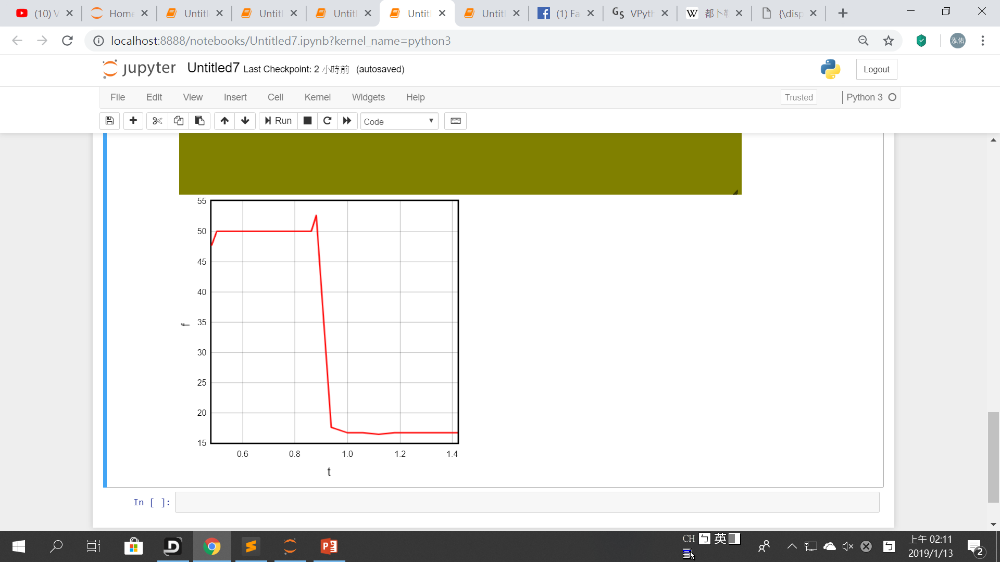 (10) V
Home
Untitl
Untitl
Untitl
Untitl
Untitl
(1) Fa
VPyth
都卜
{\disp
localhost:8888/notebooks/Untitled7.ipynb?kernel_name=python3
泓佑
jupyter Untitled7 Last Checkpoint: 2 小時前 (autosaved)
Logout
File Edit View Insert Cell Kernel Widgets Help
Trusted
Python 3
Run
Code
55
50
45
40
35
30
25
20
15
f
0.6 0.8 1.0 1.2 1.4
t
In [ ]:
CH ㄅ 英
ㄅ
上午 02:11
2019/1/13
2